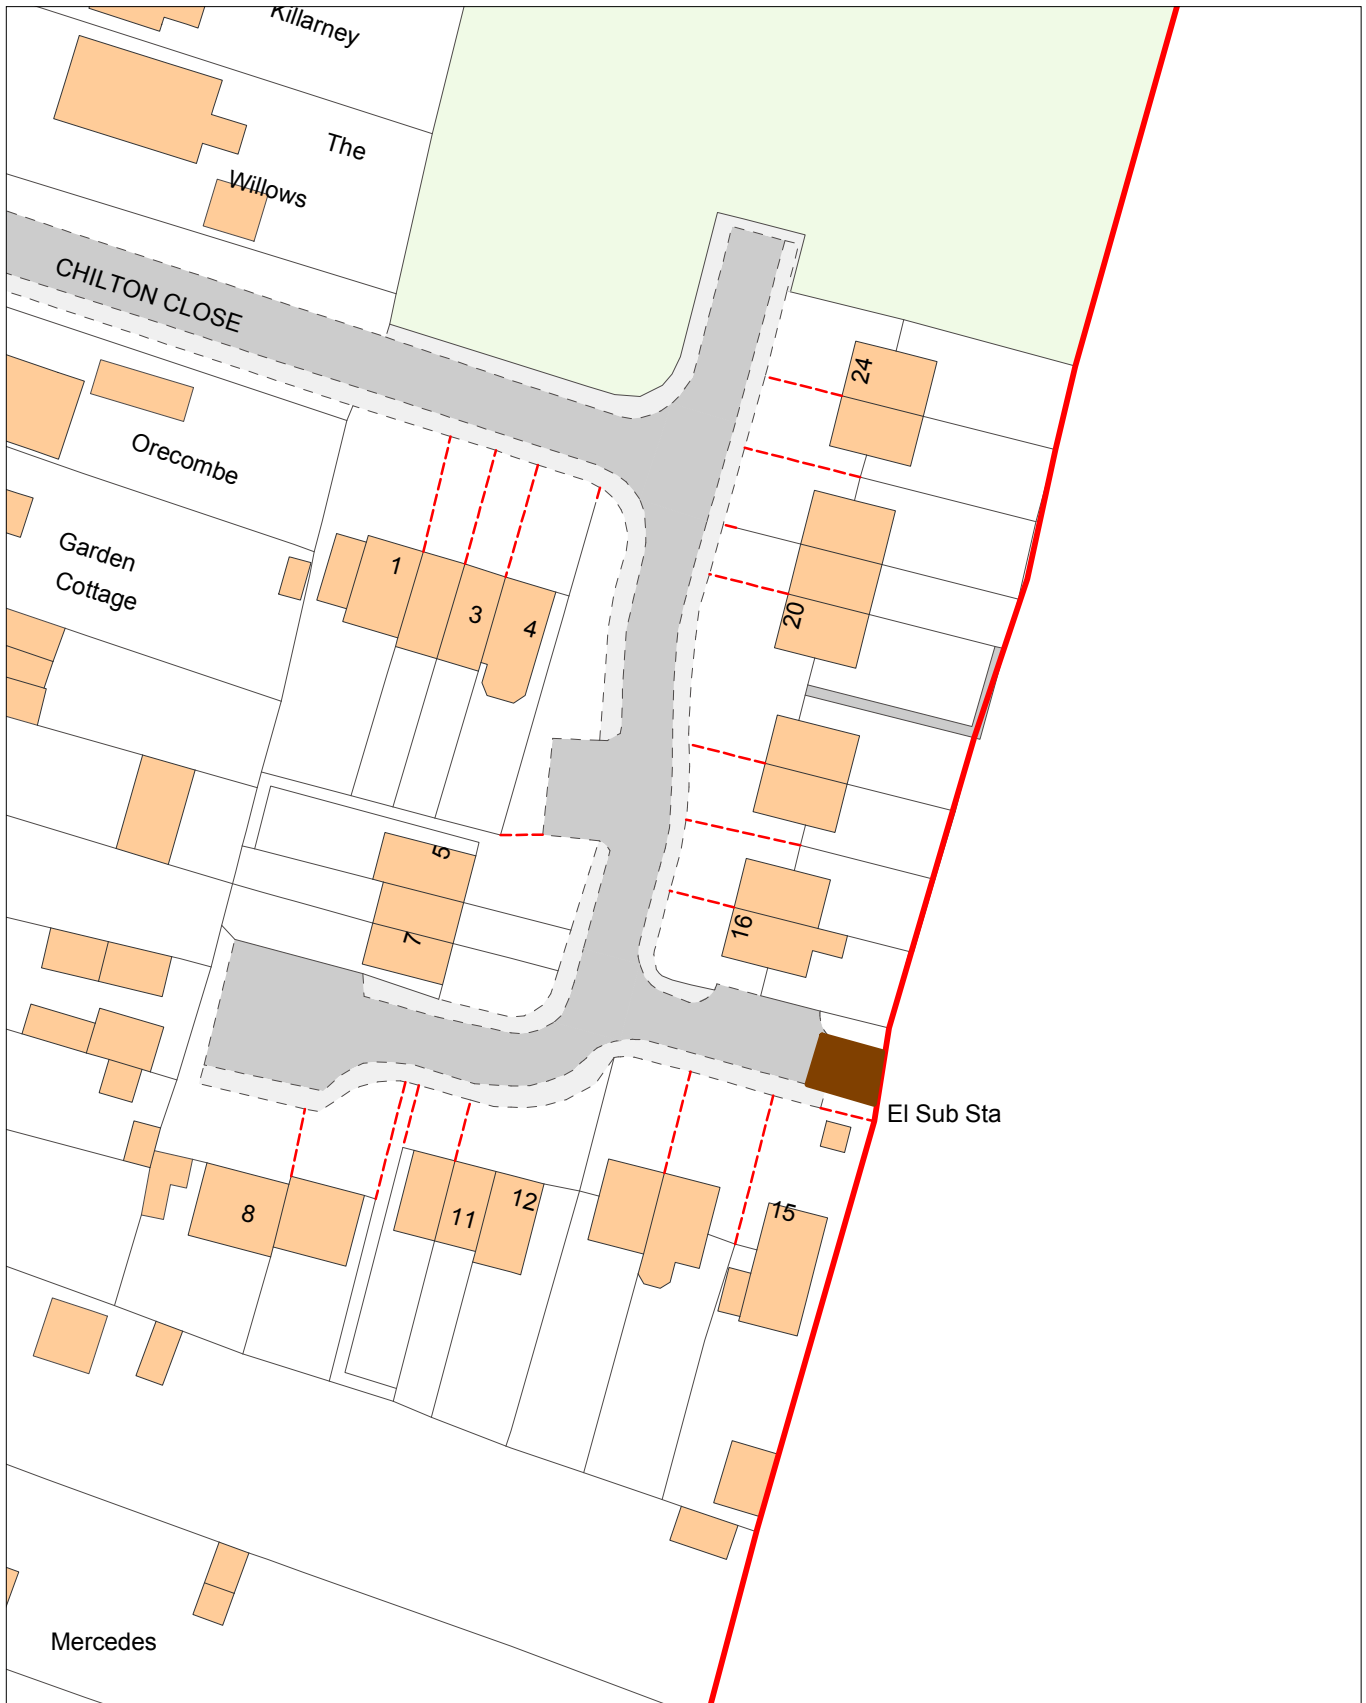 Killarney
The
Willows
CHILTON CLOSE
24
Orecombe
Garden
Cottage
1
3
4
20
5
7
16
El Sub Sta
8
11
12
15
Mercedes